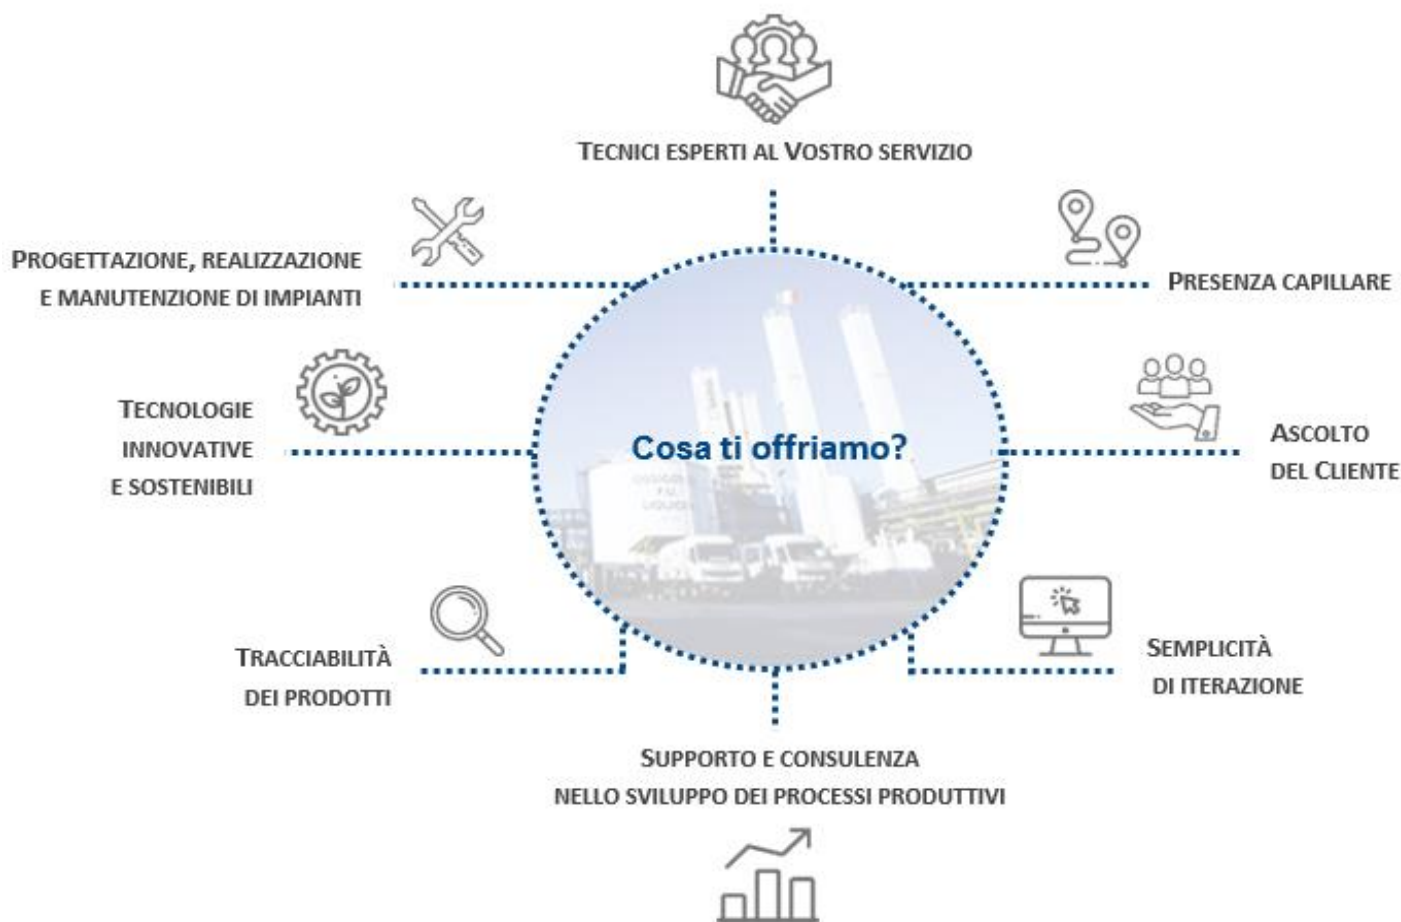 Tecnici esperti al Vostro servizio
Progettazione, realizzazione
e manutenzione di impianti
Presenza capillare
Tecnologie
innovative
e sostenibili
Cosa ti offriamo?
Ascolto
del Cliente
Tracciabilità
dei prodotti
Semplicità
di iterazione
Supporto e consulenza
nello sviluppo dei processi produttivi